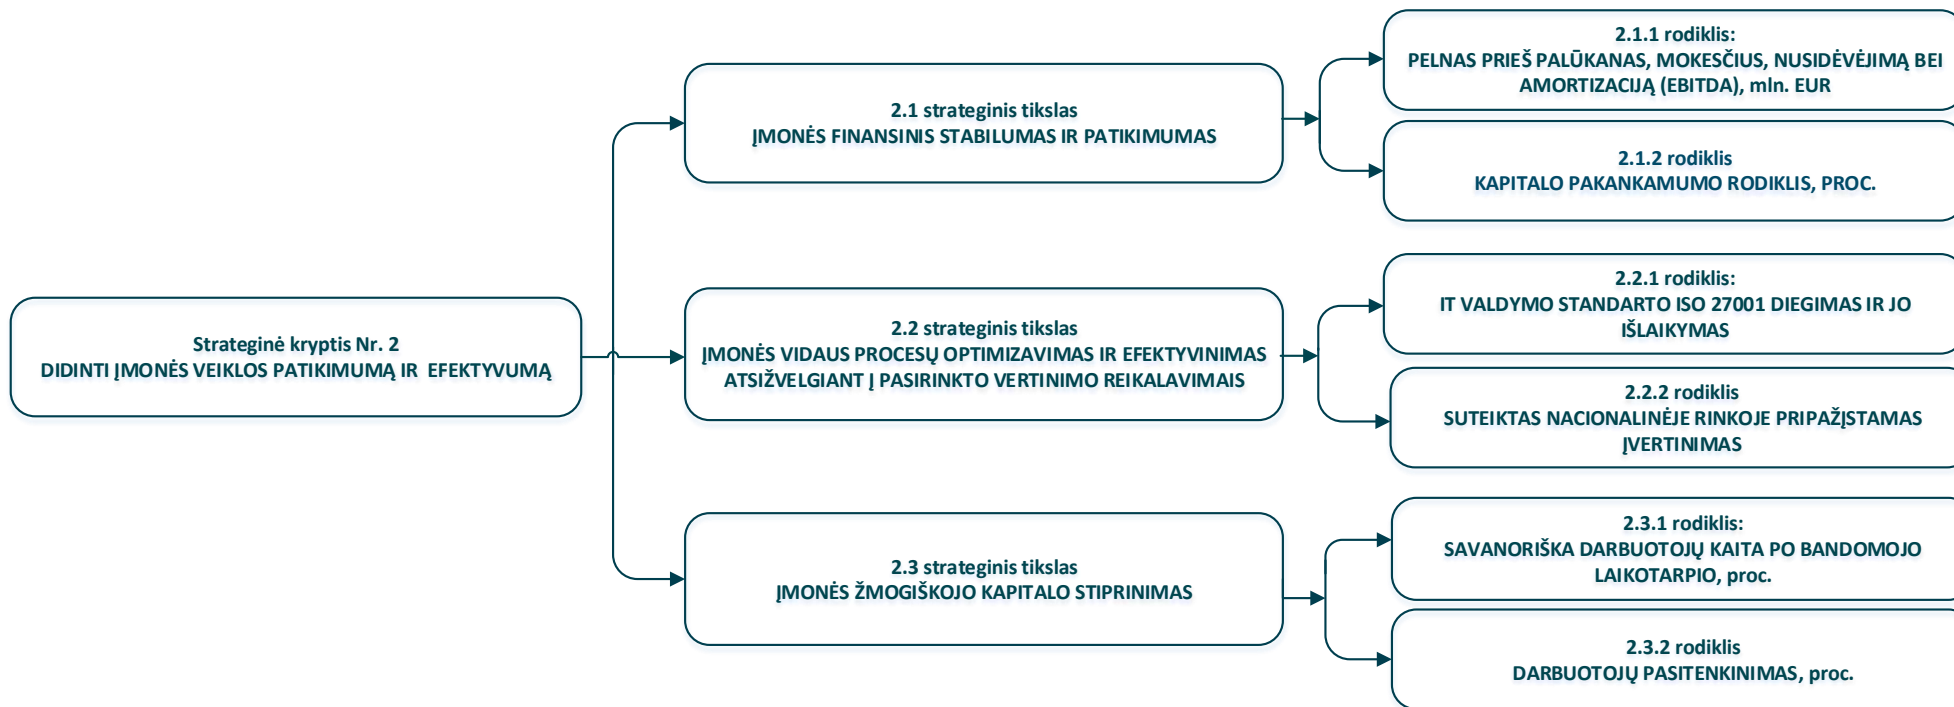 Strateginė kryptis Nr. 2
DIDINTI ĮMONĖS VEIKLOS PATIKIMUMĄ IR EFEKTYVUMĄ
2.1 strateginis tikslas
ĮMONĖS FINANSINIS STABILUMAS IR PATIKIMUMAS
2.1.1 rodiklis:
PELNAS PRIEŠ PALŪKANAS, MOKESČIUS, NUSIDĖVĖJIMĄ BEI
AMORTIZACIJĄ (EBITDA), mln. EUR
2.1.2 rodiklis
KAPITALO PAKANKAMUMO RODIKLIS, PROC.
2.2 strateginis tikslas
ĮMONĖS VIDAUS PROCESŲ OPTIMIZAVIMAS IR EFEKTYVINIMAS
ATSIŽVELGIANT Į PASIRINKTO VERTINIMO REIKALAVIMAIS
2.2.1 rodiklis:
IT VALDYMO STANDARTO ISO 27001 DIEGIMAS IR JO
IŠLAIKYMAS
2.2.2 rodiklis
SUTEIKTAS NACIONALINĖJE RINKOJE PRIPAŽĮSTAMAS
ĮVERTINIMAS
2.3 strateginis tikslas
ĮMONĖS ŽMOGIŠKOJO KAPITALO STIPRINIMAS
2.3.1 rodiklis:
SAVANORIŠKA DARBUOTOJŲ KAITA PO BANDOMOJO
LAIKOTARPIO, proc.
2.3.2 rodiklis
DARBUOTOJŲ PASITENKINIMAS, proc.